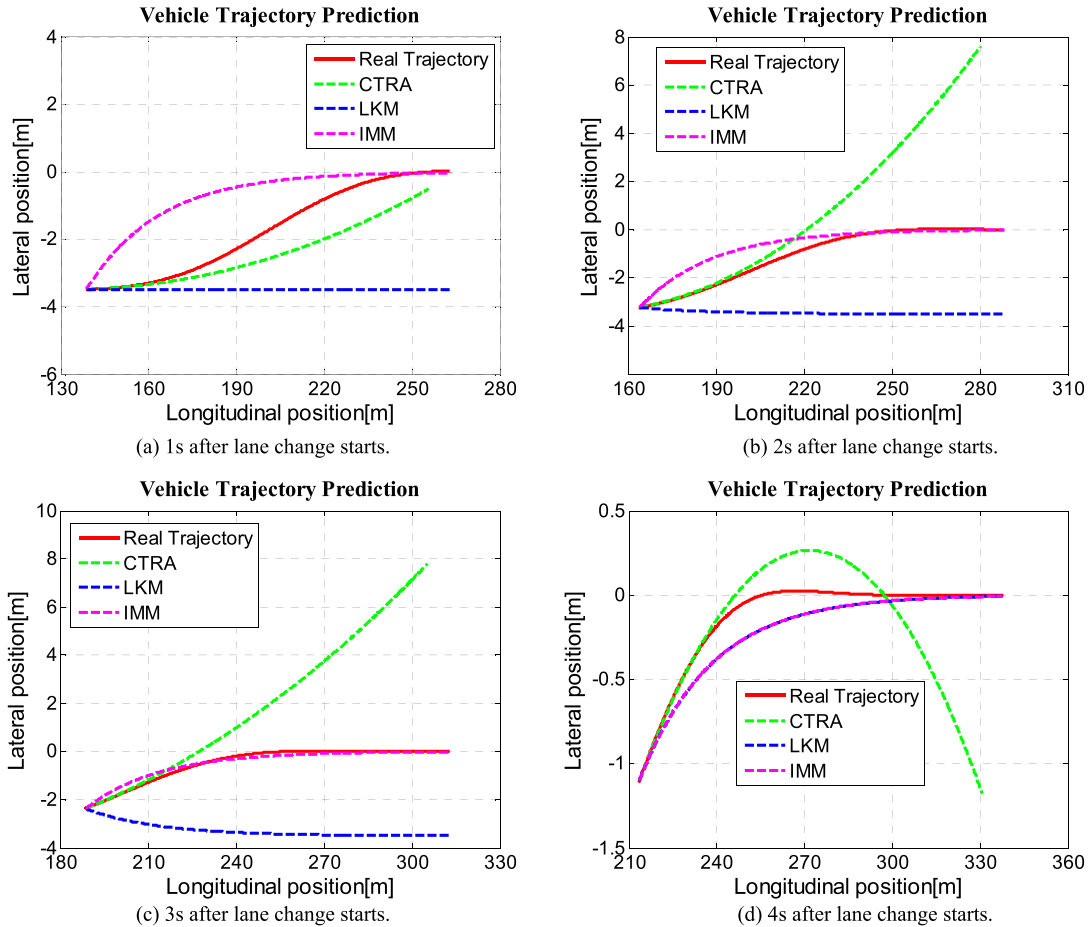 Vehicle Trajectory Prediction
4
2
0
-2
-4
-6
Lateral position[m]
Real Trajectory
CTRA
LKM
IMM
130 160 190 220 250 280
Longitudinal position[m]
(a) 1s after lane change starts.
Vehicle Trajectory Prediction
8
6
4
2
0
-2
-4
Lateral position[m]
Real Trajectory
CTRA
LKM
IMM
160 190 220 250 280 310
Longitudinal position[m]
(b) 2s after lane change starts.
Vehicle Trajectory Prediction
10
8
6
4
2
0
-2
-4
Lateral position[m]
Real Trajectory
CTRA
LKM
IMM
180 210 240 270 300 330
Longitudinal position[m]
(c) 3s after lane change starts.
Vehicle Trajectory Prediction
0.5
0
-0.5
-1
-1.5
Lateral position[m]
Real Trajectory
CTRA
LKM
IMM
210 240 270 300 330 360
Longitudinal position[m]
(d) 4s after lane change starts.